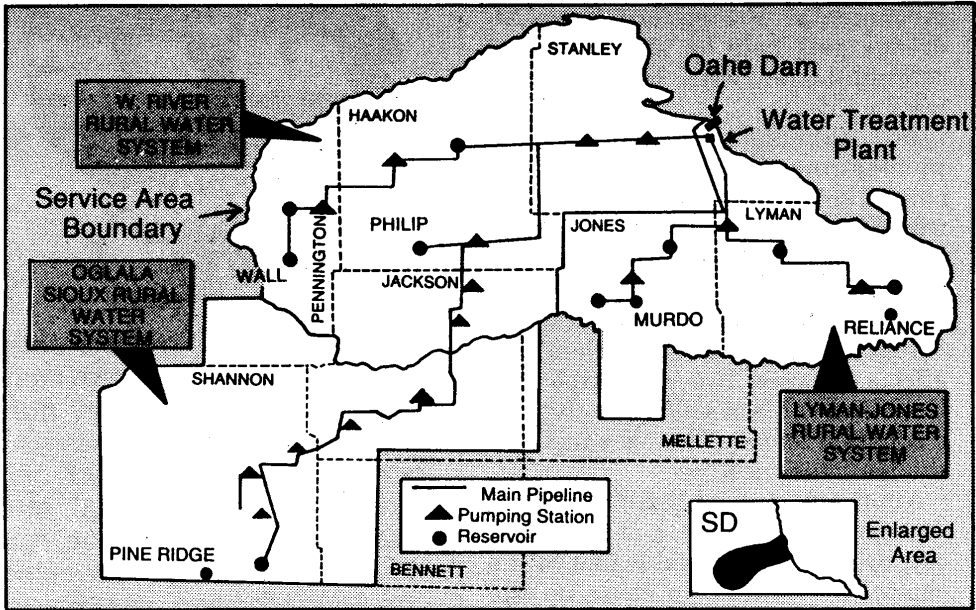 STANLEY
Oahe Dam
W. RIVER
RURAL WATER
SYSTEM
HAAKON
Water Treatment
Plant
Service Area
Boundary
PHILIP
JONES
LYMAN
WALL
PENNINGTON
JACKSON
OGLALA
SIOUX RURAL
WATER
SYSTEM
MURDO
RELIANCE
SHANNON
LYMAN-JONES
RURAL WATER
SYSTEM
MELLETTE
Main Pipeline
Pumping Station
Reservoir
SD
Enlarged
Area
PINE RIDGE
BENNETT